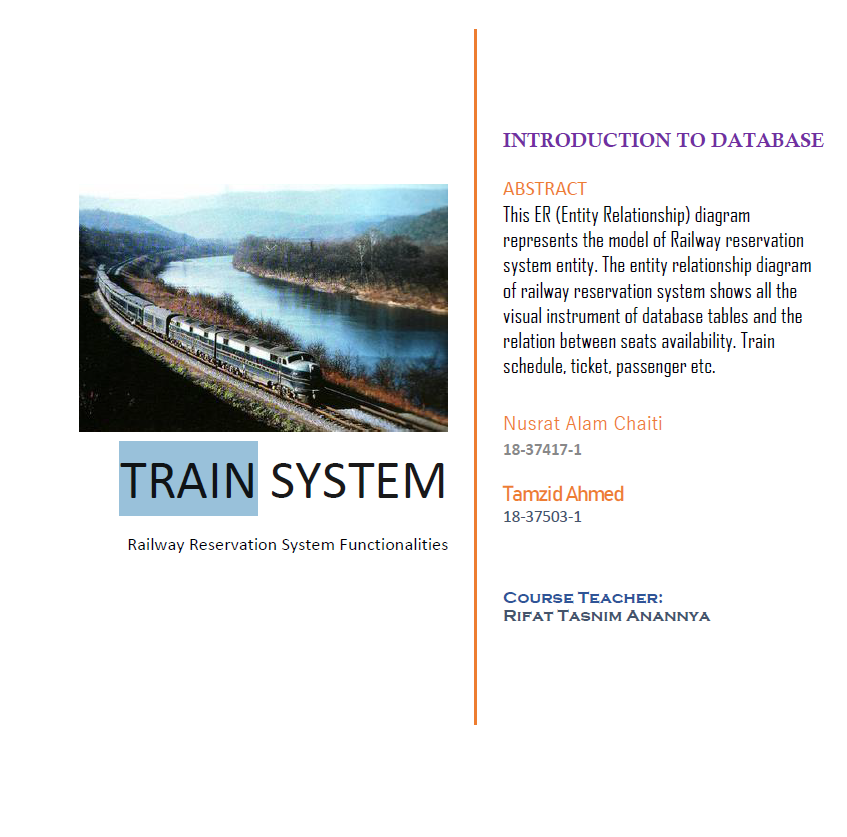 TRAIN SYSTEM
Railway Reservation System Functionalities
INTRODUCTION TO DATABASE
ABSTRACT
This ER (Entity Relationship) diagram
represents the model of Railway reservation
system entity. The entity relationship diagram
of railway reservation system shows all the
visual instrument of database tables and the
relation between seats availability. Train
schedule, ticket, passenger etc.
Nusrat Alam Chaiti
18-37417-1
Tamzid Ahmed
18-37503-1
Course Teacher:
Rifat Tasnim Anannya